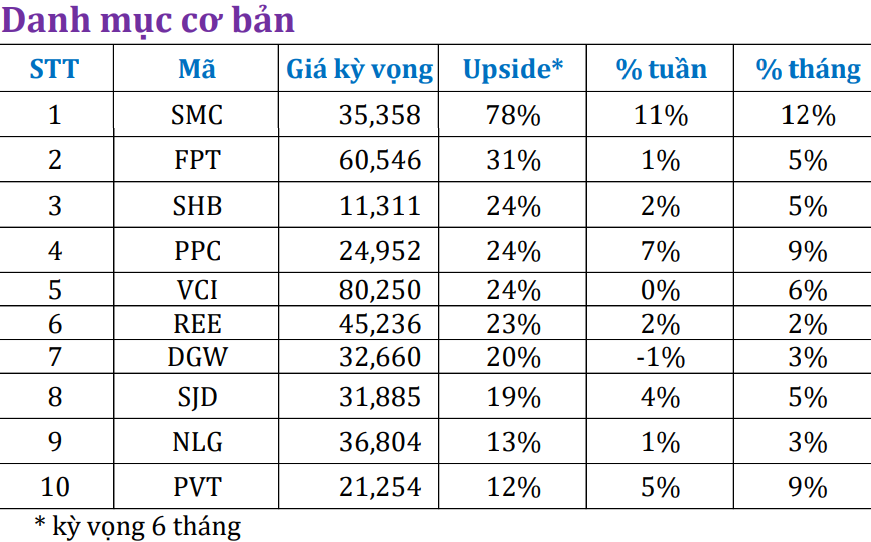 Danh mục cơ bản
STT Mã Giá kỳ vọng Upside* % tuần % tháng
1 SMC 35,358 78% 11% 12%
2 FPT 60,546 31% 1% 5%
3 SHB 11,311 24% 2% 5%
4 PPC 24,952 24% 7% 9%
5 VCI 80,250 24% 0% 6%
6 REE 45,236 23% 2% 2%
7 DGW 32,660 20% -1% 3%
8 SJD 31,885 19% 4% 5%
9 NLG 36,804 13% 1% 3%
10 PVT 21,254 12% 5% 9%
* kỳ vọng 6 tháng